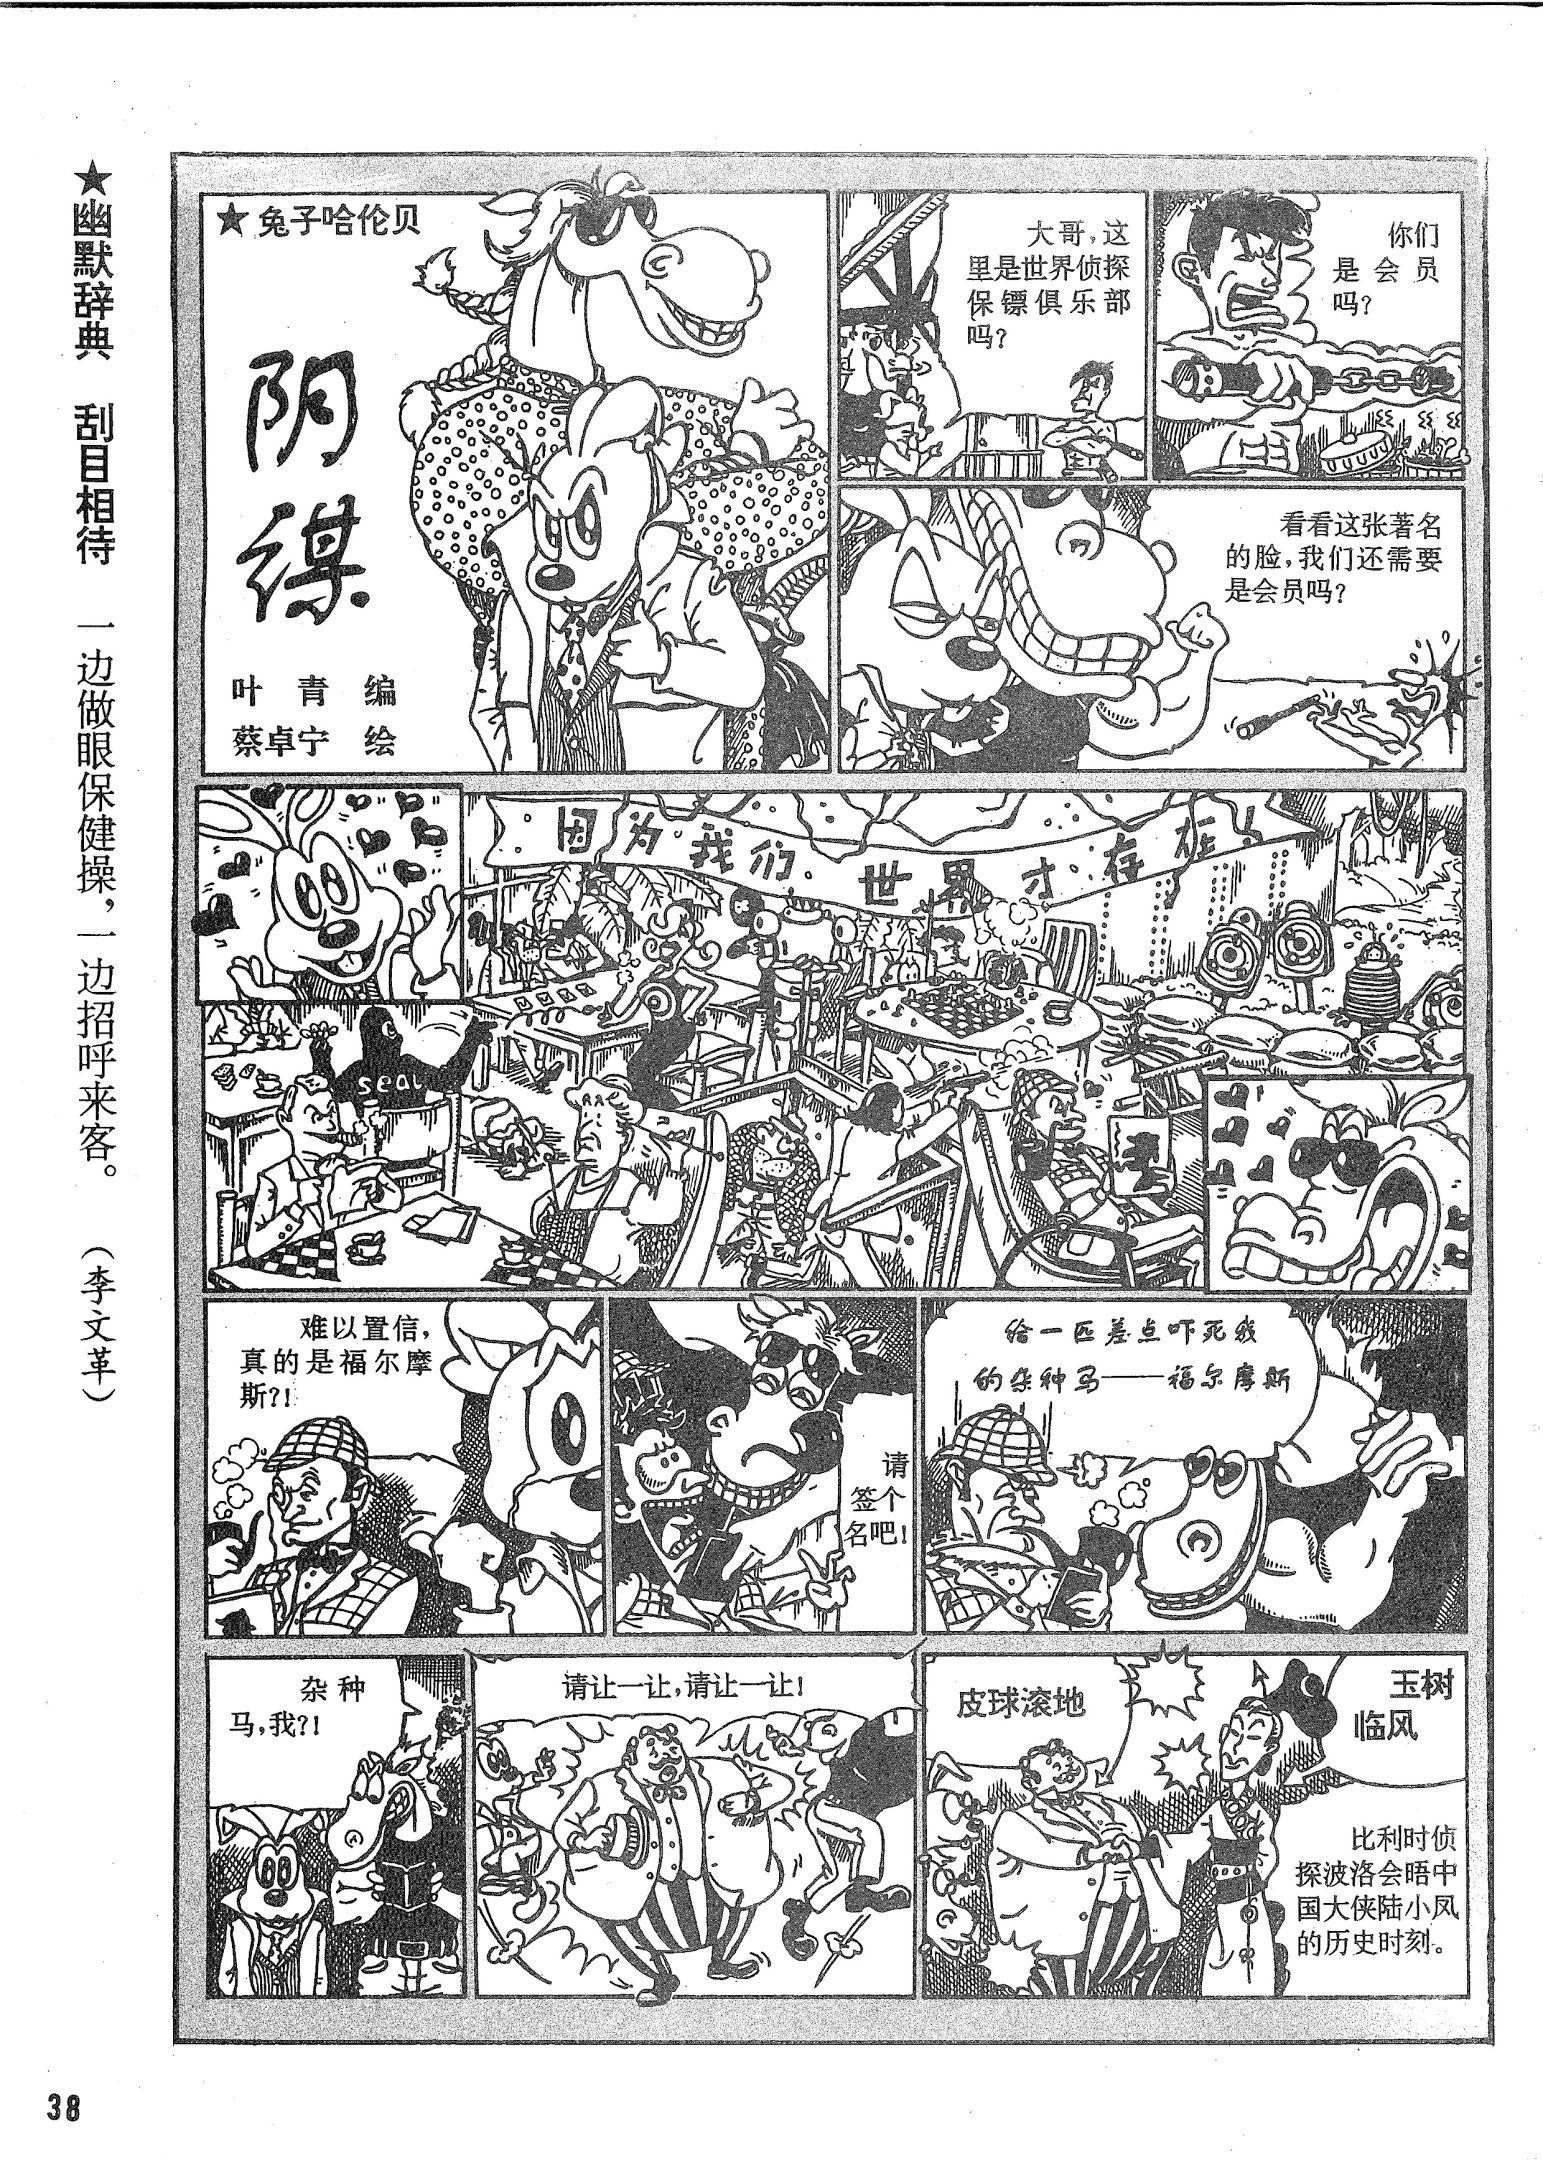 ★幽默辞典 刮目相待 一边做眼保健操，一边招呼来客。 （李文革）
★兔子哈伦贝
阴
谋
叶青 编
蔡卓宁 绘
大哥，这
里是世界侦探
保镖俱乐部
吗？
你们
是会员
吗？
看看这张著名
的脸，我们还需要
是会员吗？
因为我们世界才存在！
seal
难以置信，
真的是福尔摩
斯？！
请
签个
名吧！
给一匹差点吓死我
的杂种马——福尔摩斯
杂种
马，我？！
请让一让，请让一让！
皮球滚地
玉树
临风
比利时侦
探波洛会晤中
国大侠陆小凤
的历史时刻。
38